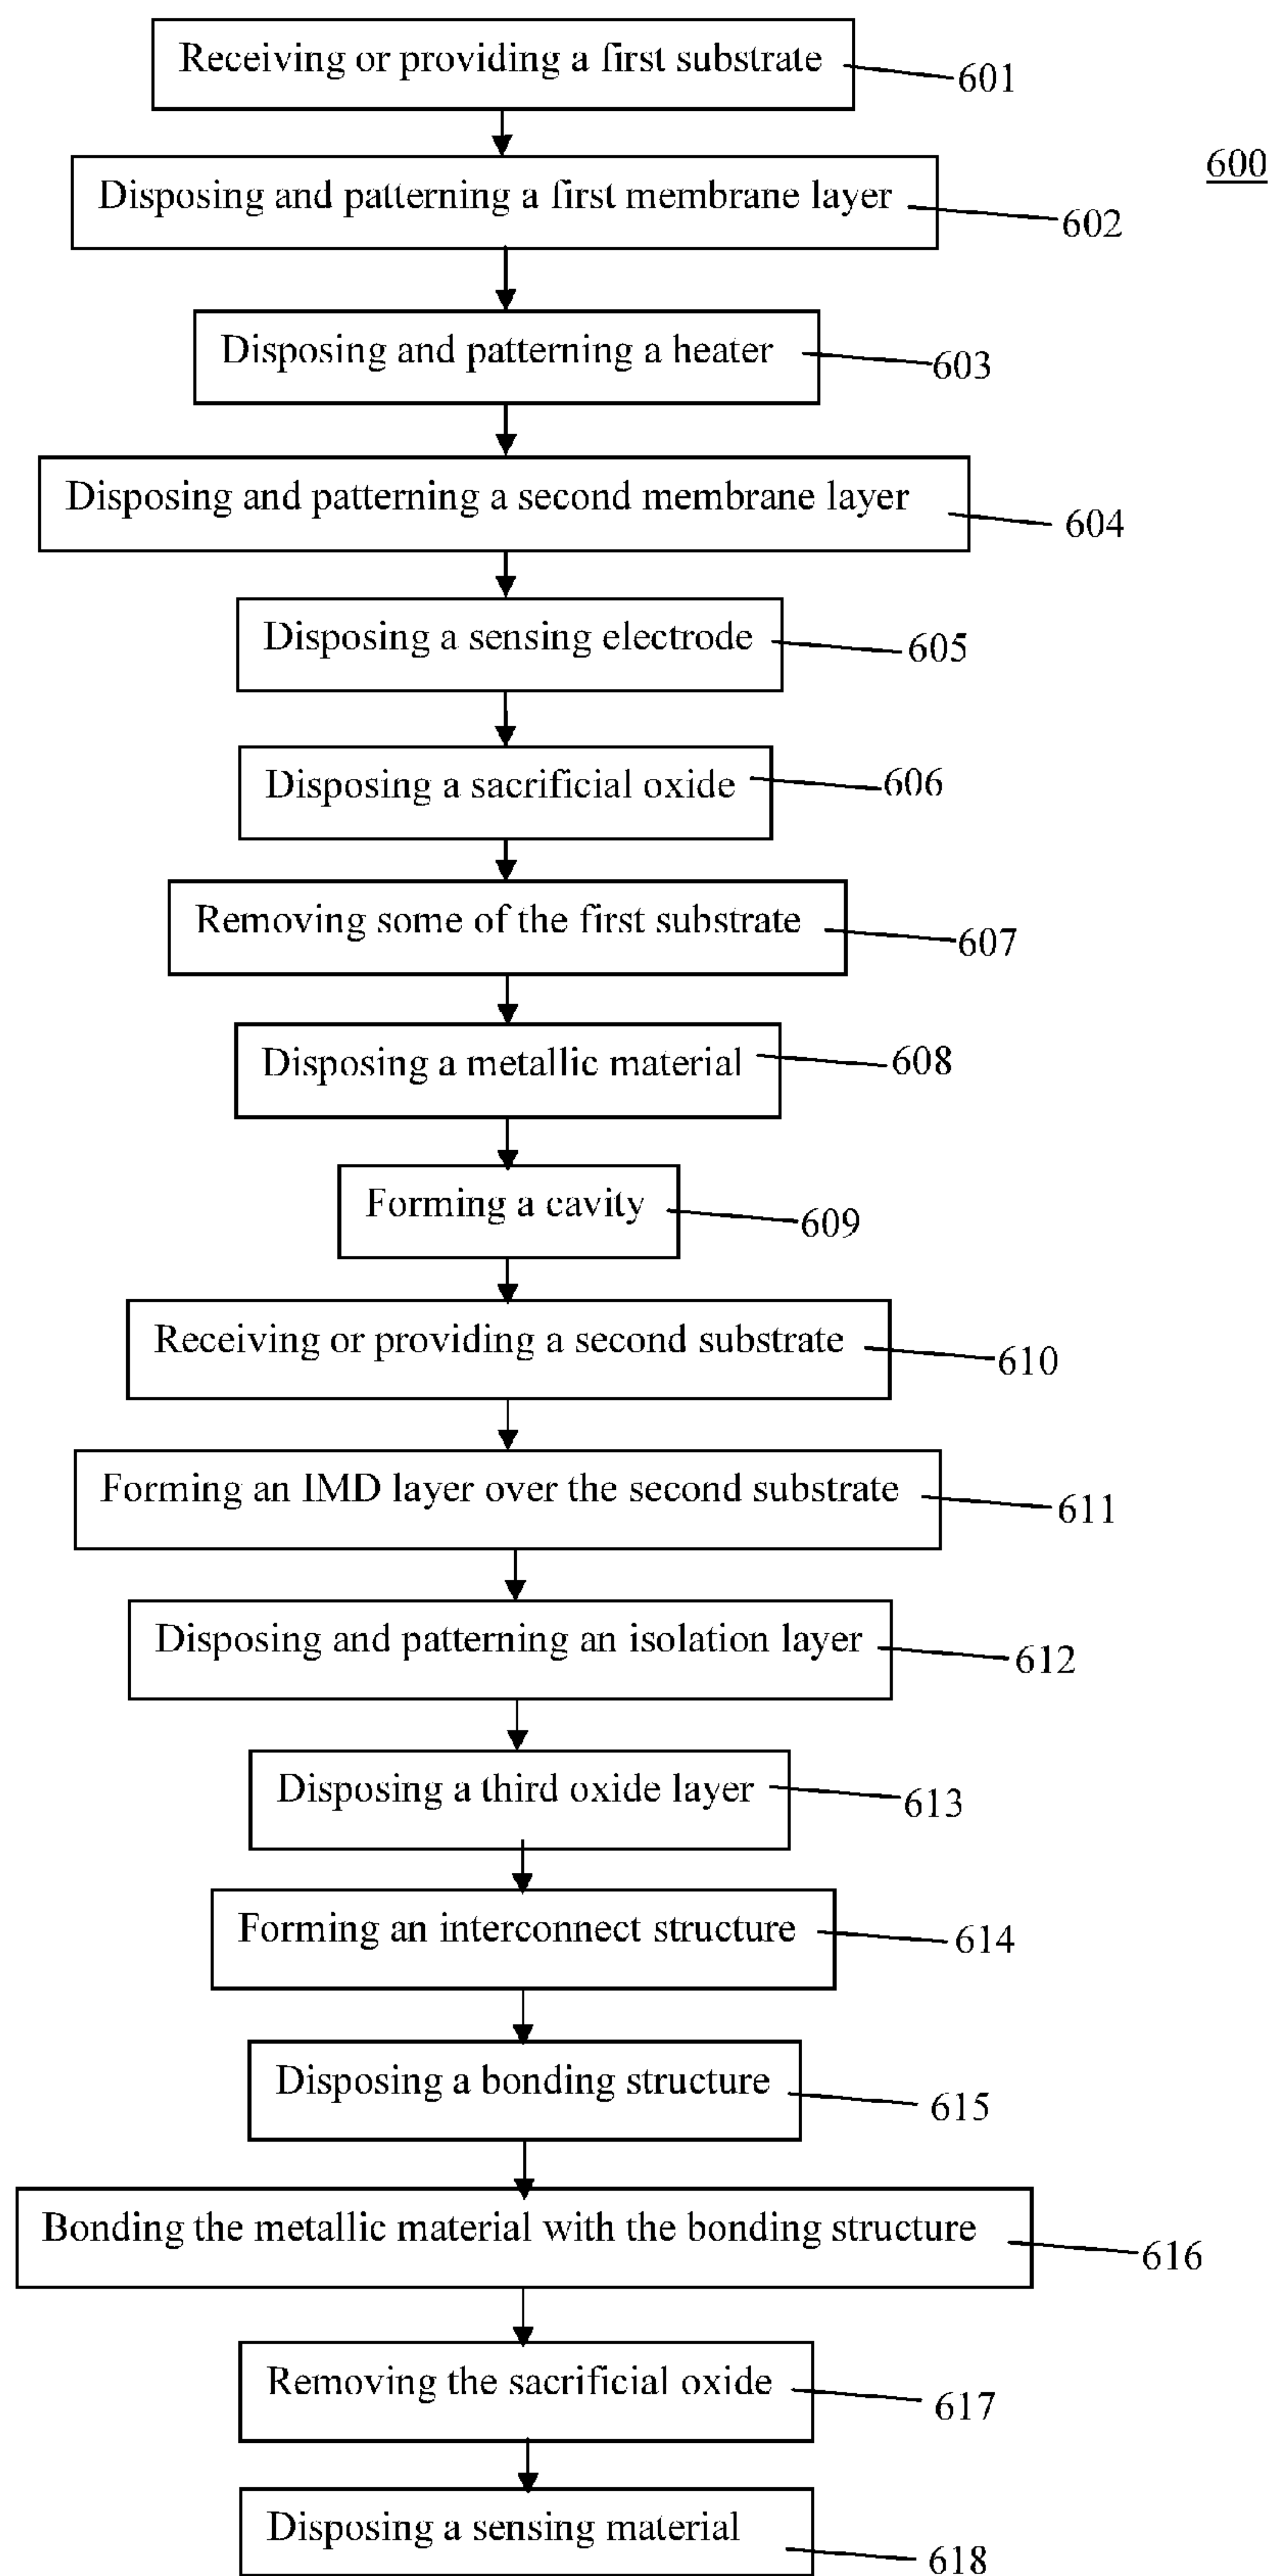 Receiving or providing a first substrate 601
600
Disposing and patterning a first membrane layer 602
Disposing and patterning a heater 603
Disposing and patterning a second membrane layer 604
Disposing a sensing electrode 605
Disposing a sacrificial oxide 606
Removing some of the first substrate 607
Disposing a metallic material 608
Forming a cavity 609
Receiving or providing a second substrate 610
Forming an IMD layer over the second substrate 611
Disposing and patterning an isolation layer 612
Disposing a third oxide layer 613
Forming an interconnect structure 614
Disposing a bonding structure 615
Bonding the metallic material with the bonding structure 616
Removing the sacrificial oxide 617
Disposing a sensing material 618